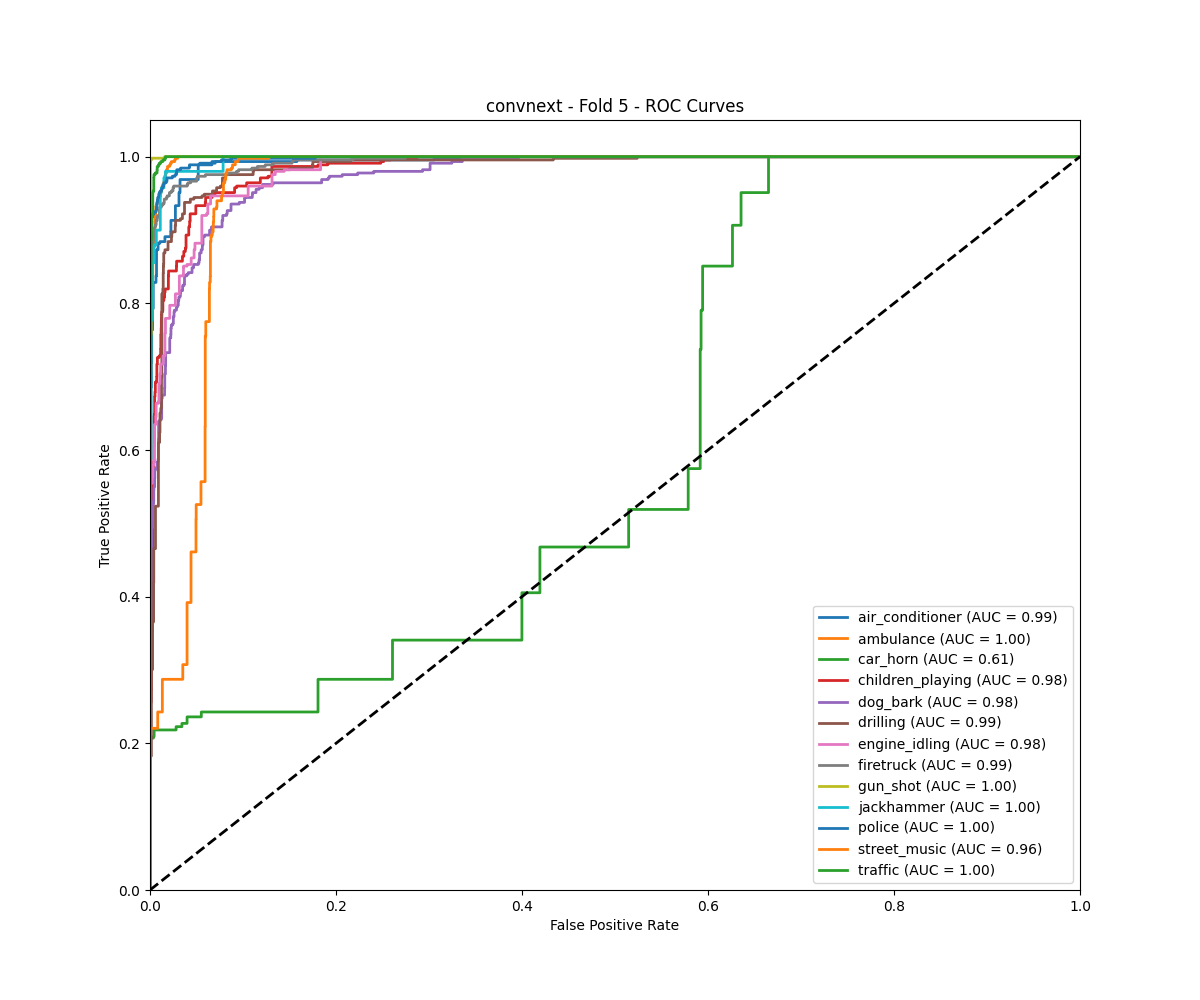 convnext - Fold 5 - ROC Curves
True Positive Rate
1.0
0.8
0.6
0.4
0.2
0.0
0.0 0.2 0.4 0.6 0.8 1.0
False Positive Rate
air_conditioner (AUC = 0.99)
ambulance (AUC = 1.00)
car_horn (AUC = 0.61)
children_playing (AUC = 0.98)
dog_bark (AUC = 0.98)
drilling (AUC = 0.99)
engine_idling (AUC = 0.98)
firetruck (AUC = 0.99)
gun_shot (AUC = 1.00)
jackhammer (AUC = 1.00)
police (AUC = 1.00)
street_music (AUC = 0.96)
traffic (AUC = 1.00)